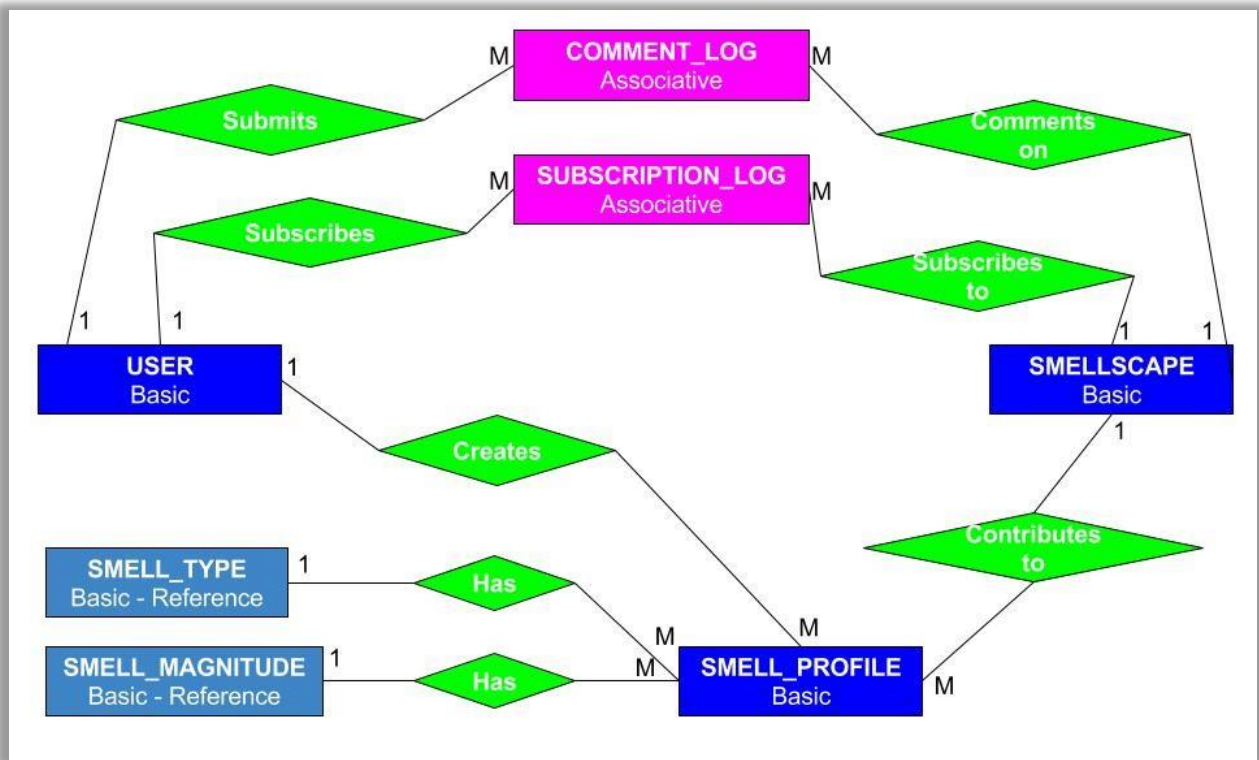 M
COMMENT_LOG
Associative
M
Submits
Comments
on
M
SUBSCRIPTION_LOG
Associative
M
Subscribes
Subscribes
to
1
1
1
1
USER
Basic
1
SMELLSCAPE
Basic
1
Creates
Contributes
to
SMELL_TYPE
Basic - Reference
1
Has
M
M
SMELL_MAGNITUDE
Basic - Reference
1
Has
M
SMELL_PROFILE
Basic
M